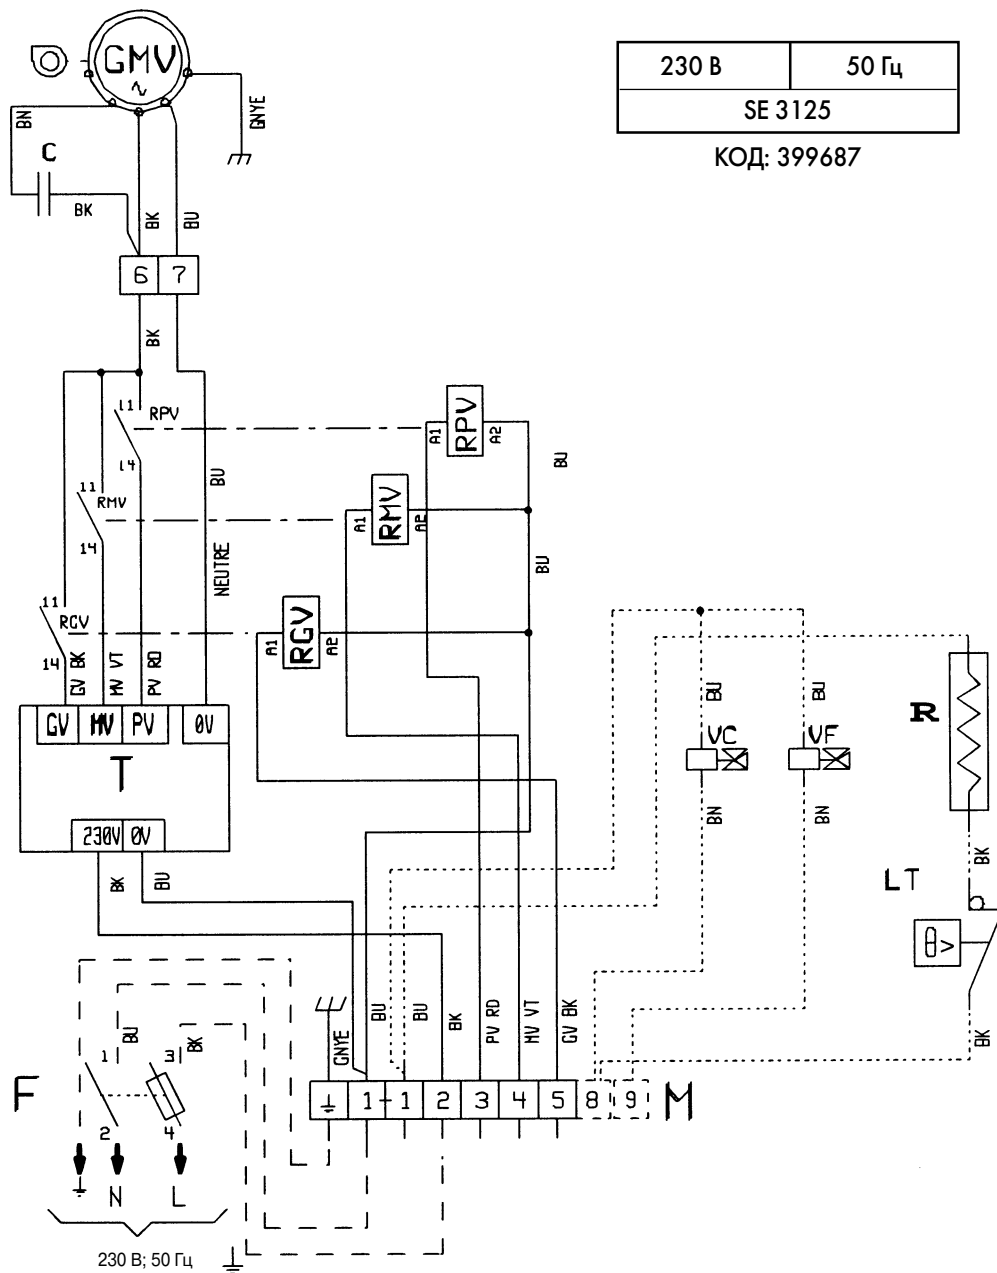 GMV
230 В 50 Гц
SE 3125
КОД: 399687
BN
GNYE
C
BK
BK
BU
6 7
BK
11 RPV
14
A1 RPV A2
BU
BU
11 RMV
14
A1 RMV A2
BU
NEUTRE
11 RGV
14
A1 RGV A2
GV BK
MV VT
PV RD
GV MV PV 0V
T
230V 0V
BK
BU
BU
BU
R
VC VF
BN
BN
BK
LT
θ >
BK
GNYE
BU
BU
BK
PV RD
MV VT
GV BK
1 1 2 3 4 5 8 9 M
BU
BK
1 3
F
2 4
N L
230 В; 50 Гц